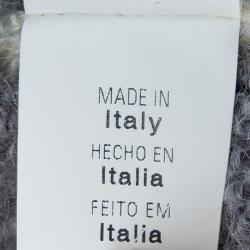 MADE IN
Italy
HECHO EN
Italia
FEITO EM
Italia